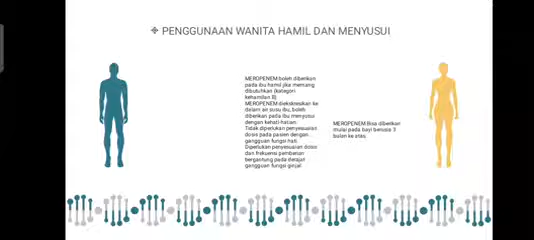 PENGGUNAAN WANITA HAMIL DAN MENYUSUI
MEROPENEM boleh diberikan
pada ibu hamil jika memang
dibutuhkan (kategori
kehamilan B)
MEROPENEM diekskresikan ke
dalam air susu ibu, boleh
diberikan pada ibu menyusui
dengan kehati-hatian.
Tidak diperlukan penyesuaian
dosis pada pasien dengan
gangguan fungsi hati.
Diperlukan penyesuaian dosis
dan frekuensi pemberian
bergantung pada derajat
gangguan fungsi ginjal
MEROPENEM Bisa diberikan
mulai pada bayi berusia 3
bulan ke atas.